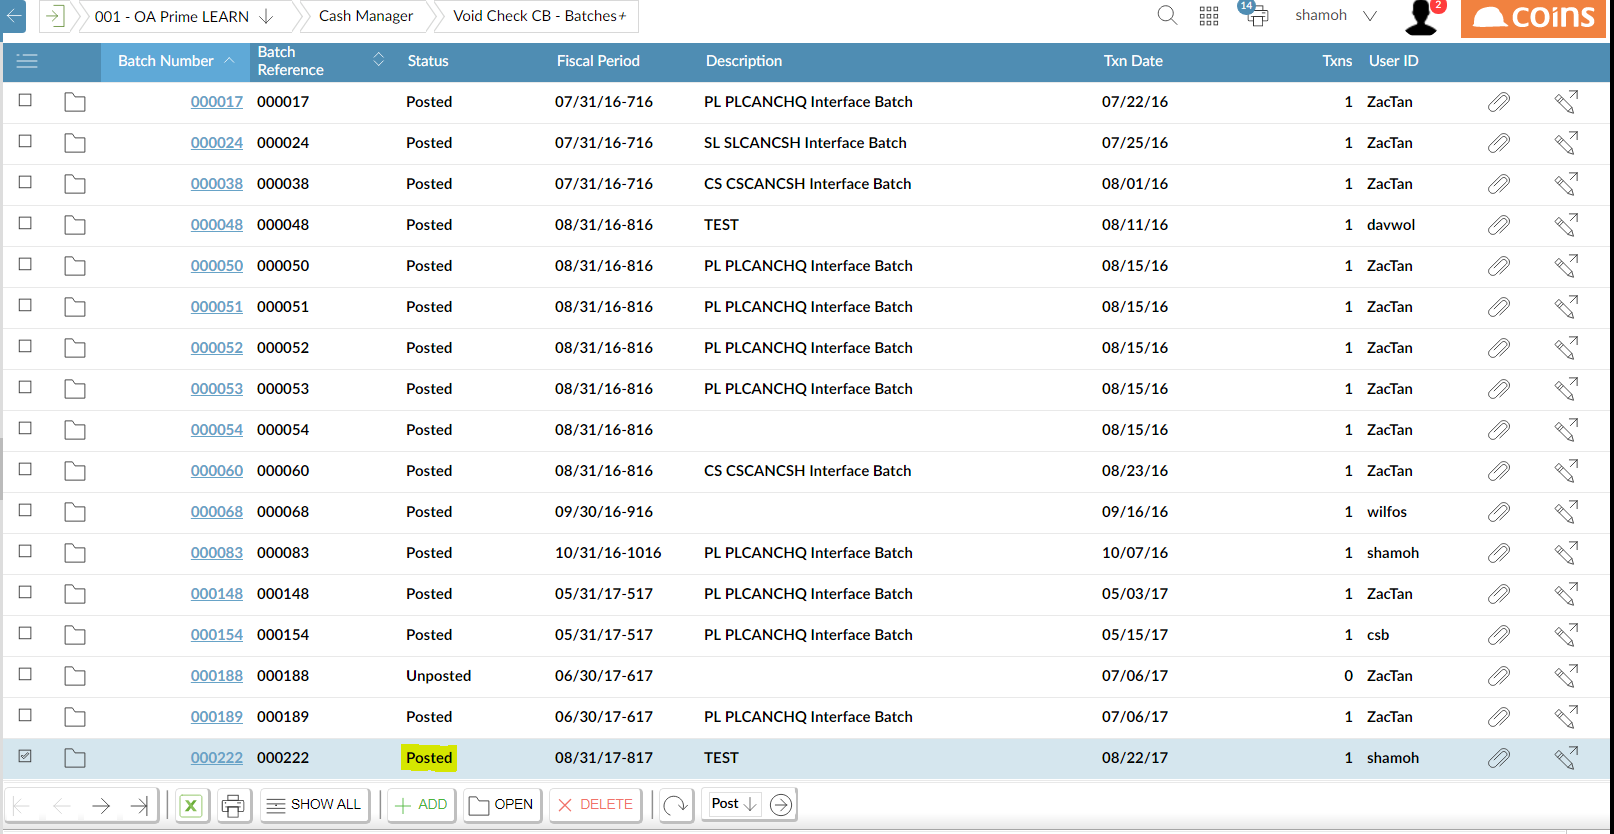 001 - OA Prime LEARN Cash Manager Void Check CB - Batches+ 14 shamoh 2 coins
Batch Number Batch Reference Status Fiscal Period Description Txn Date Txns User ID
000017 000017 Posted 07/31/16-716 PL PLCANCHQ Interface Batch 07/22/16 1 ZacTan
000024 000024 Posted 07/31/16-716 SL SLCANCSH Interface Batch 07/25/16 1 ZacTan
000038 000038 Posted 07/31/16-716 CS CSCANCSH Interface Batch 08/01/16 1 ZacTan
000048 000048 Posted 08/31/16-816 TEST 08/11/16 1 davwol
000050 000050 Posted 08/31/16-816 PL PLCANCHQ Interface Batch 08/15/16 1 ZacTan
000051 000051 Posted 08/31/16-816 PL PLCANCHQ Interface Batch 08/15/16 1 ZacTan
000052 000052 Posted 08/31/16-816 PL PLCANCHQ Interface Batch 08/15/16 1 ZacTan
000053 000053 Posted 08/31/16-816 PL PLCANCHQ Interface Batch 08/15/16 1 ZacTan
000054 000054 Posted 08/31/16-816 08/15/16 1 ZacTan
000060 000060 Posted 08/31/16-816 CS CSCANCSH Interface Batch 08/23/16 1 ZacTan
000068 000068 Posted 09/30/16-916 09/16/16 1 wilfos
000083 000083 Posted 10/31/16-1016 PL PLCANCHQ Interface Batch 10/07/16 1 shamoh
000148 000148 Posted 05/31/17-517 PL PLCANCHQ Interface Batch 05/03/17 1 ZacTan
000154 000154 Posted 05/31/17-517 PL PLCANCHQ Interface Batch 05/15/17 1 csb
000188 000188 Unposted 06/30/17-617 07/06/17 0 ZacTan
000189 000189 Posted 06/30/17-617 PL PLCANCHQ Interface Batch 07/06/17 1 ZacTan
000222 000222 Posted 08/31/17-817 TEST 08/22/17 1 shamoh
SHOW ALL ADD OPEN DELETE Post